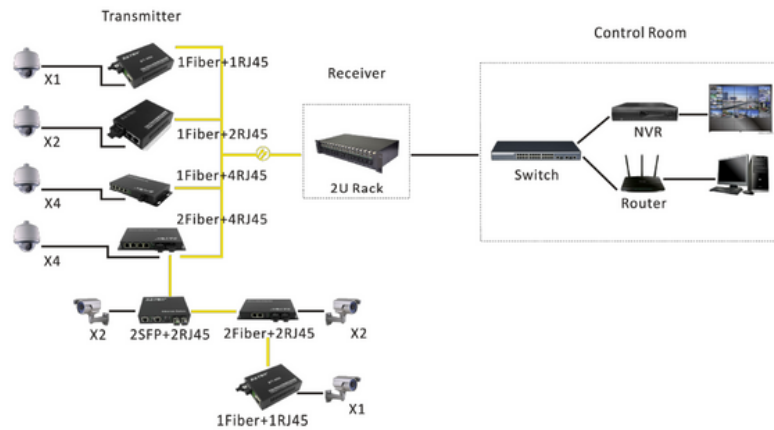 Transmitter
Control Room
Receiver
X1
1Fiber+1RJ45
X2
1Fiber+2RJ45
NVR
X4
1Fiber+4RJ45
2U Rack
Switch
Router
2Fiber+4RJ45
X4
X2
2SFP+2RJ45
2Fiber+2RJ45
X2
X1
1Fiber+1RJ45